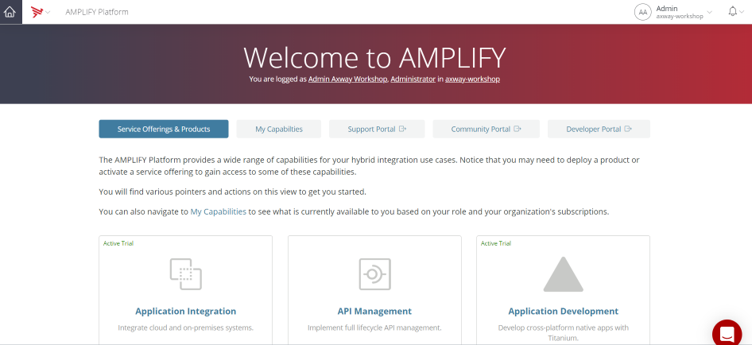 AMPLIFY Platform
AA
Admin
axway-workshop
Welcome to AMPLIFY
You are logged as Admin Axway Workshop, Administrator in axway-workshop
Service Offerings & Products
My Capabilties
Support Portal
Community Portal
Developer Portal
The AMPLIFY Platform provides a wide range of capabilities for your hybrid integration use cases. Notice that you may need to deploy a product or
activate a service offering to gain access to some of these capabilities.
You will find various pointers and actions on this view to get you started.
You can also navigate to My Capabilities to see what is currently available to you based on your role and your organization's subscriptions.
Active Trial
Application Integration
Integrate cloud and on-premises systems.
API Management
Implement full lifecycle API management.
Active Trial
Application Development
Develop cross-platform native apps with
Titanium.